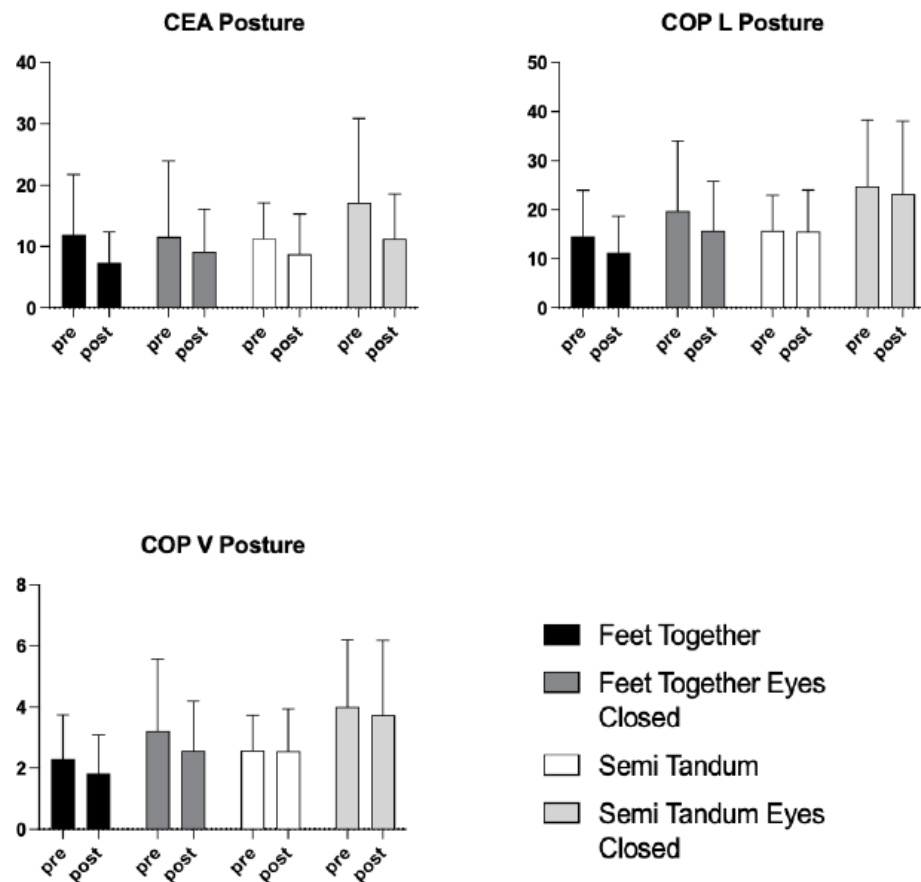 CEA Posture
40
30
20
10
0
pre
post
pre
post
pre
post
pre
post
COP L Posture
50
40
30
20
10
0
pre
post
pre
post
pre
post
pre
post
COP V Posture
8
6
4
2
0
pre
post
pre
post
pre
post
pre
post
Feet Together
Feet Together Eyes
Closed
Semi Tandum
Semi Tandum Eyes
Closed